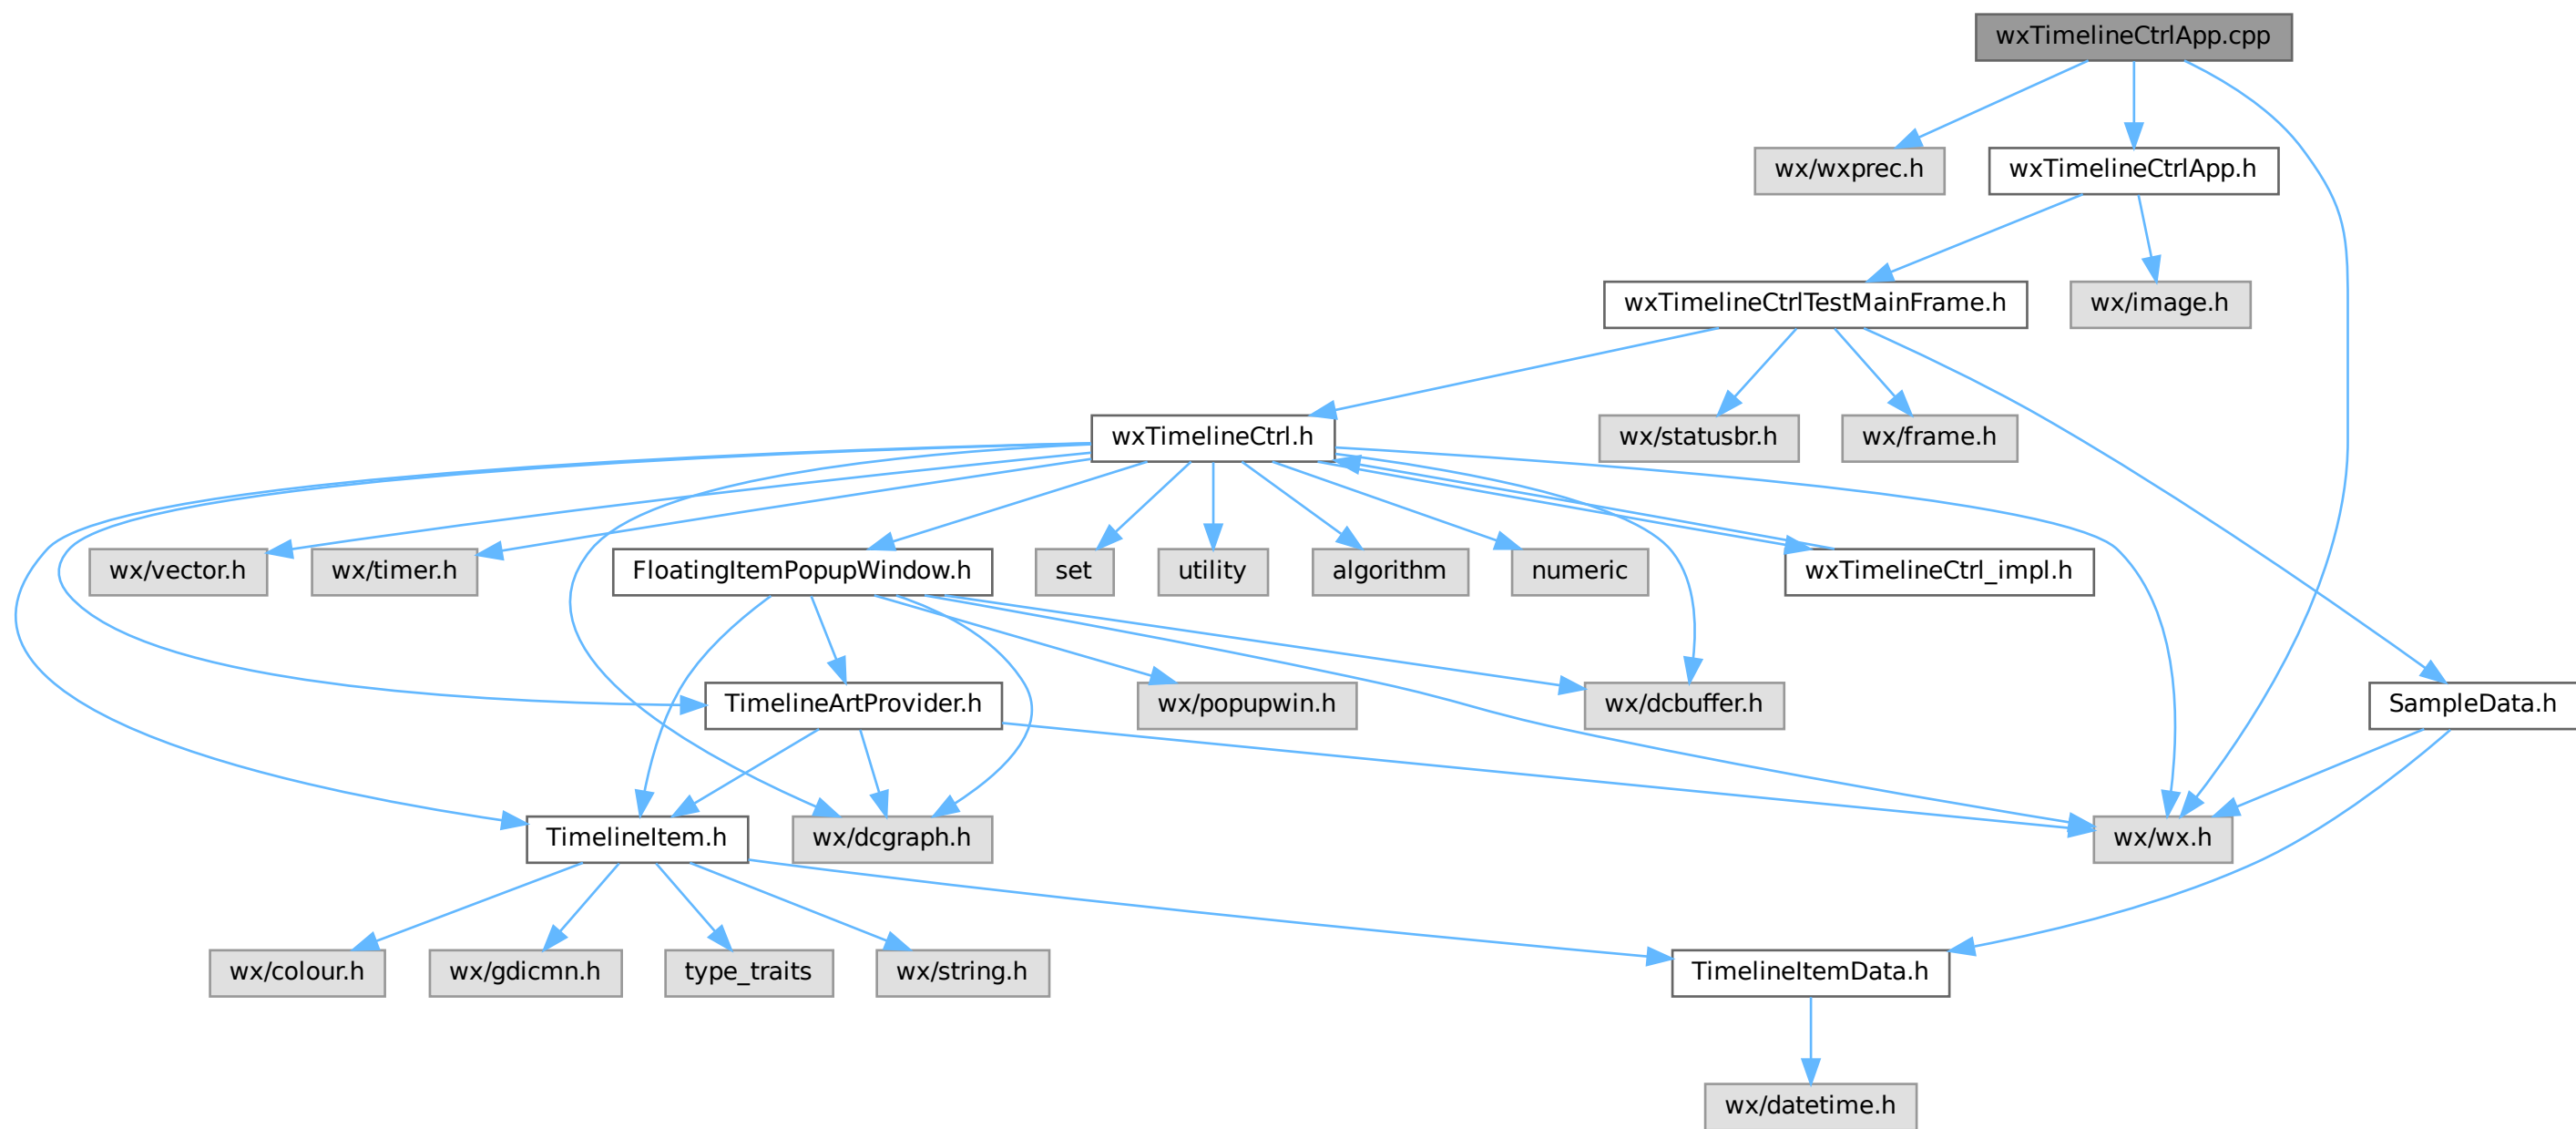 wxTimelineCtrlApp.cpp
wx/wxprec.h
wxTimelineCtrlApp.h
wxTimelineCtrlTestMainFrame.h
wx/image.h
wxTimelineCtrl.h
wx/statusbr.h
wx/frame.h
wx/vector.h
wx/timer.h
FloatingItemPopupWindow.h
set
utility
algorithm
numeric
wxTimelineCtrl_impl.h
TimelineArtProvider.h
wx/popupwin.h
wx/dcbuffer.h
SampleData.h
TimelineItem.h
wx/dcgraph.h
wx/wx.h
wx/colour.h
wx/gdicmn.h
type_traits
wx/string.h
TimelineItemData.h
wx/datetime.h